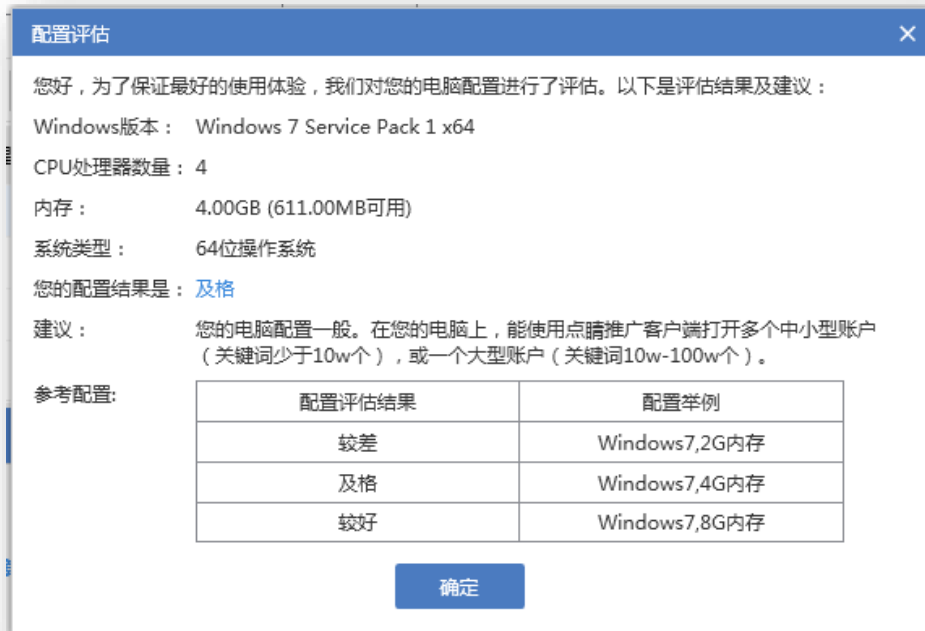 配置评估
您好，为了保证最好的使用体验，我们对您的电脑配置进行了评估。以下是评估结果及建议：
Windows版本： Windows 7 Service Pack 1 x64
CPU处理器数量： 4
内存： 4.00GB (611.00MB可用)
系统类型： 64位操作系统
您的配置结果是： 及格
建议： 您的电脑配置一般。在您的电脑上，能使用点睛推广客户端打开多个中小型账户
（关键词少于10w个），或一个大型账户（关键词10w-100w个）。
参考配置:
配置评估结果 配置举例
较差 Windows7,2G内存
及格 Windows7,4G内存
较好 Windows7,8G内存
确定